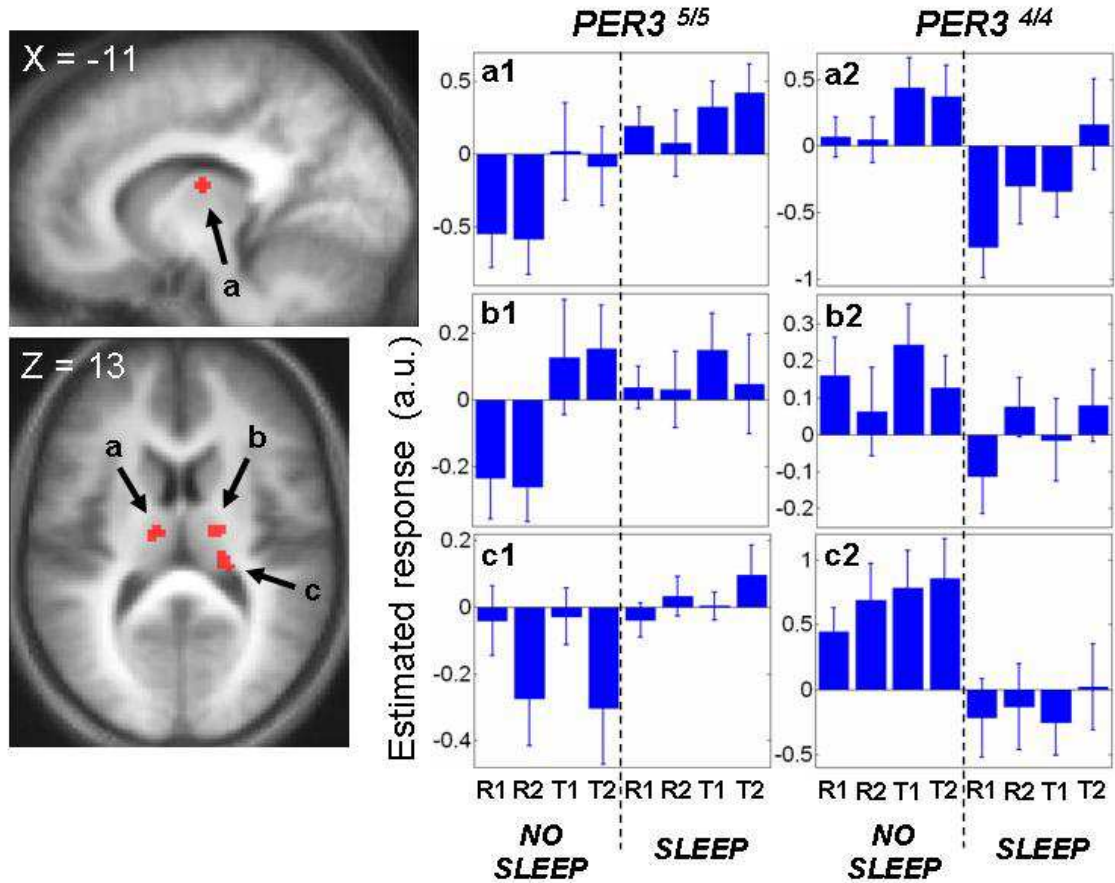 X = -11
a
Z = 13
a
b
c
PER3 5/5
PER3 4/4
Estimated response (a.u.)
a1
0.5
0
-0.5
a2
0.5
0
-0.5
-1
b1
0.2
0
-0.2
b2
0.3
0.2
0.1
0
-0.1
-0.2
c1
0.2
0
-0.2
-0.4
c2
1
0.5
0
-0.5
R1 R2 T1 T2 R1 R2 T1 T2
R1 R2 T1 T2 R1 R2 T1 T2
NO SLEEP
SLEEP
NO SLEEP
SLEEP